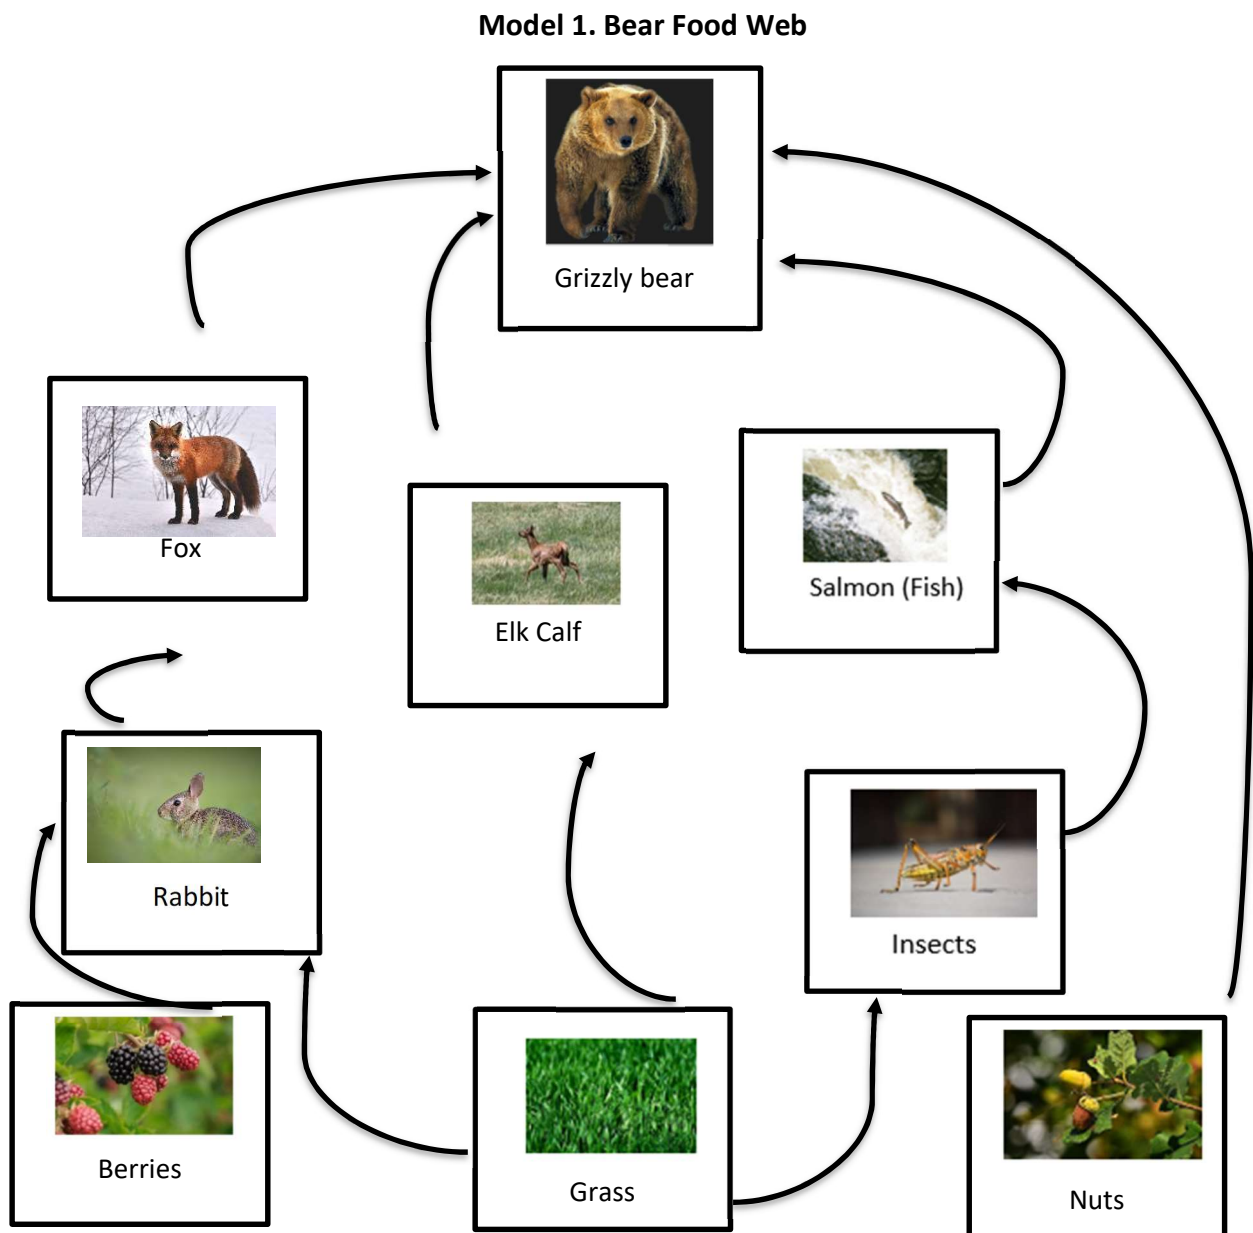 Model 1. Bear Food Web
Grizzly bear
Fox
Elk Calf
Salmon (Fish)
Rabbit
Insects
Berries
Grass
Nuts